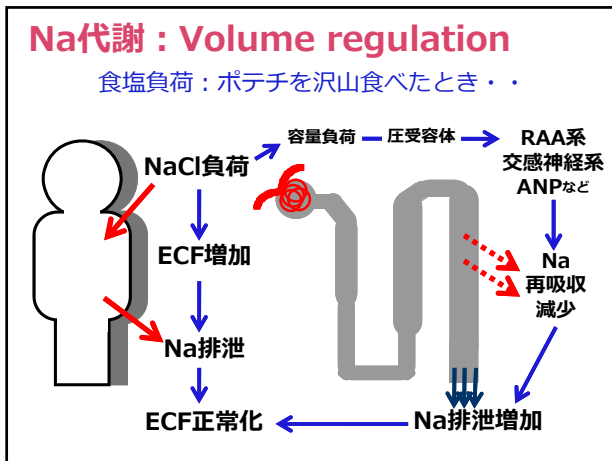 Na代謝：Volume regulation
食塩負荷：ポテチを沢山食べたとき・・
容量負荷
圧受容体
RAA系
交感神経系
ANPなど
NaCl負荷
ECF増加
Na
再吸収
減少
Na排泄
ECF正常化
Na排泄増加